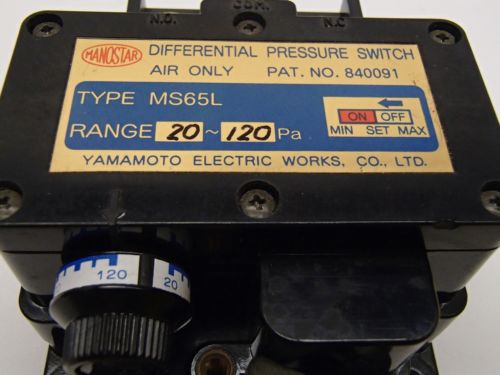 N.O. COM. N.C
MANOSTAR DIFFERENTIAL PRESSURE SWITCH
AIR ONLY PAT. NO. 840091
TYPE MS65L
ON OFF
RANGE 20~120 Pa
MIN SET MAX
YAMAMOTO ELECTRIC WORKS, CO., LTD.
120 20